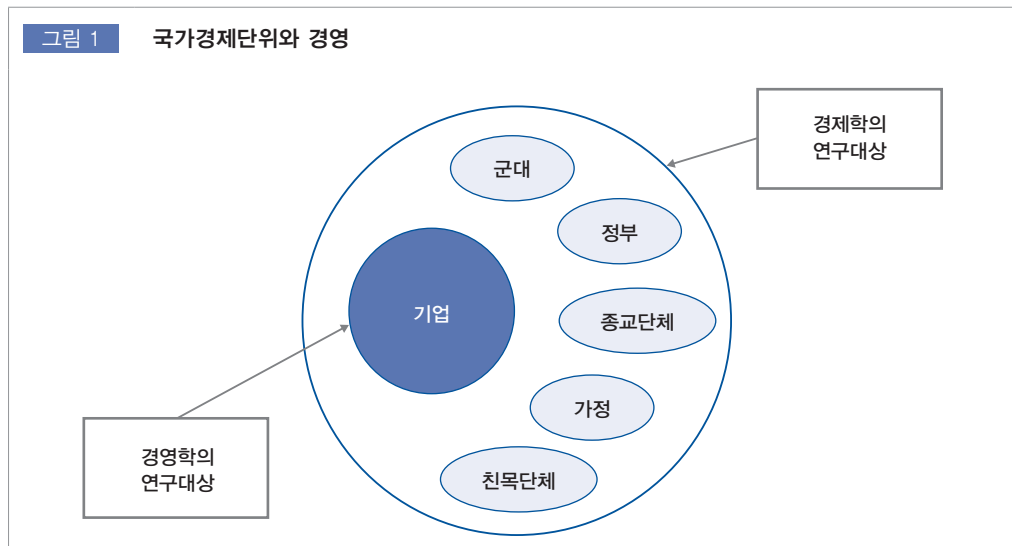 그림 1 국가경제단위와 경영
경제학의
연구대상
군대
정부
기업
종교단체
가정
경영학의
연구대상
친목단체